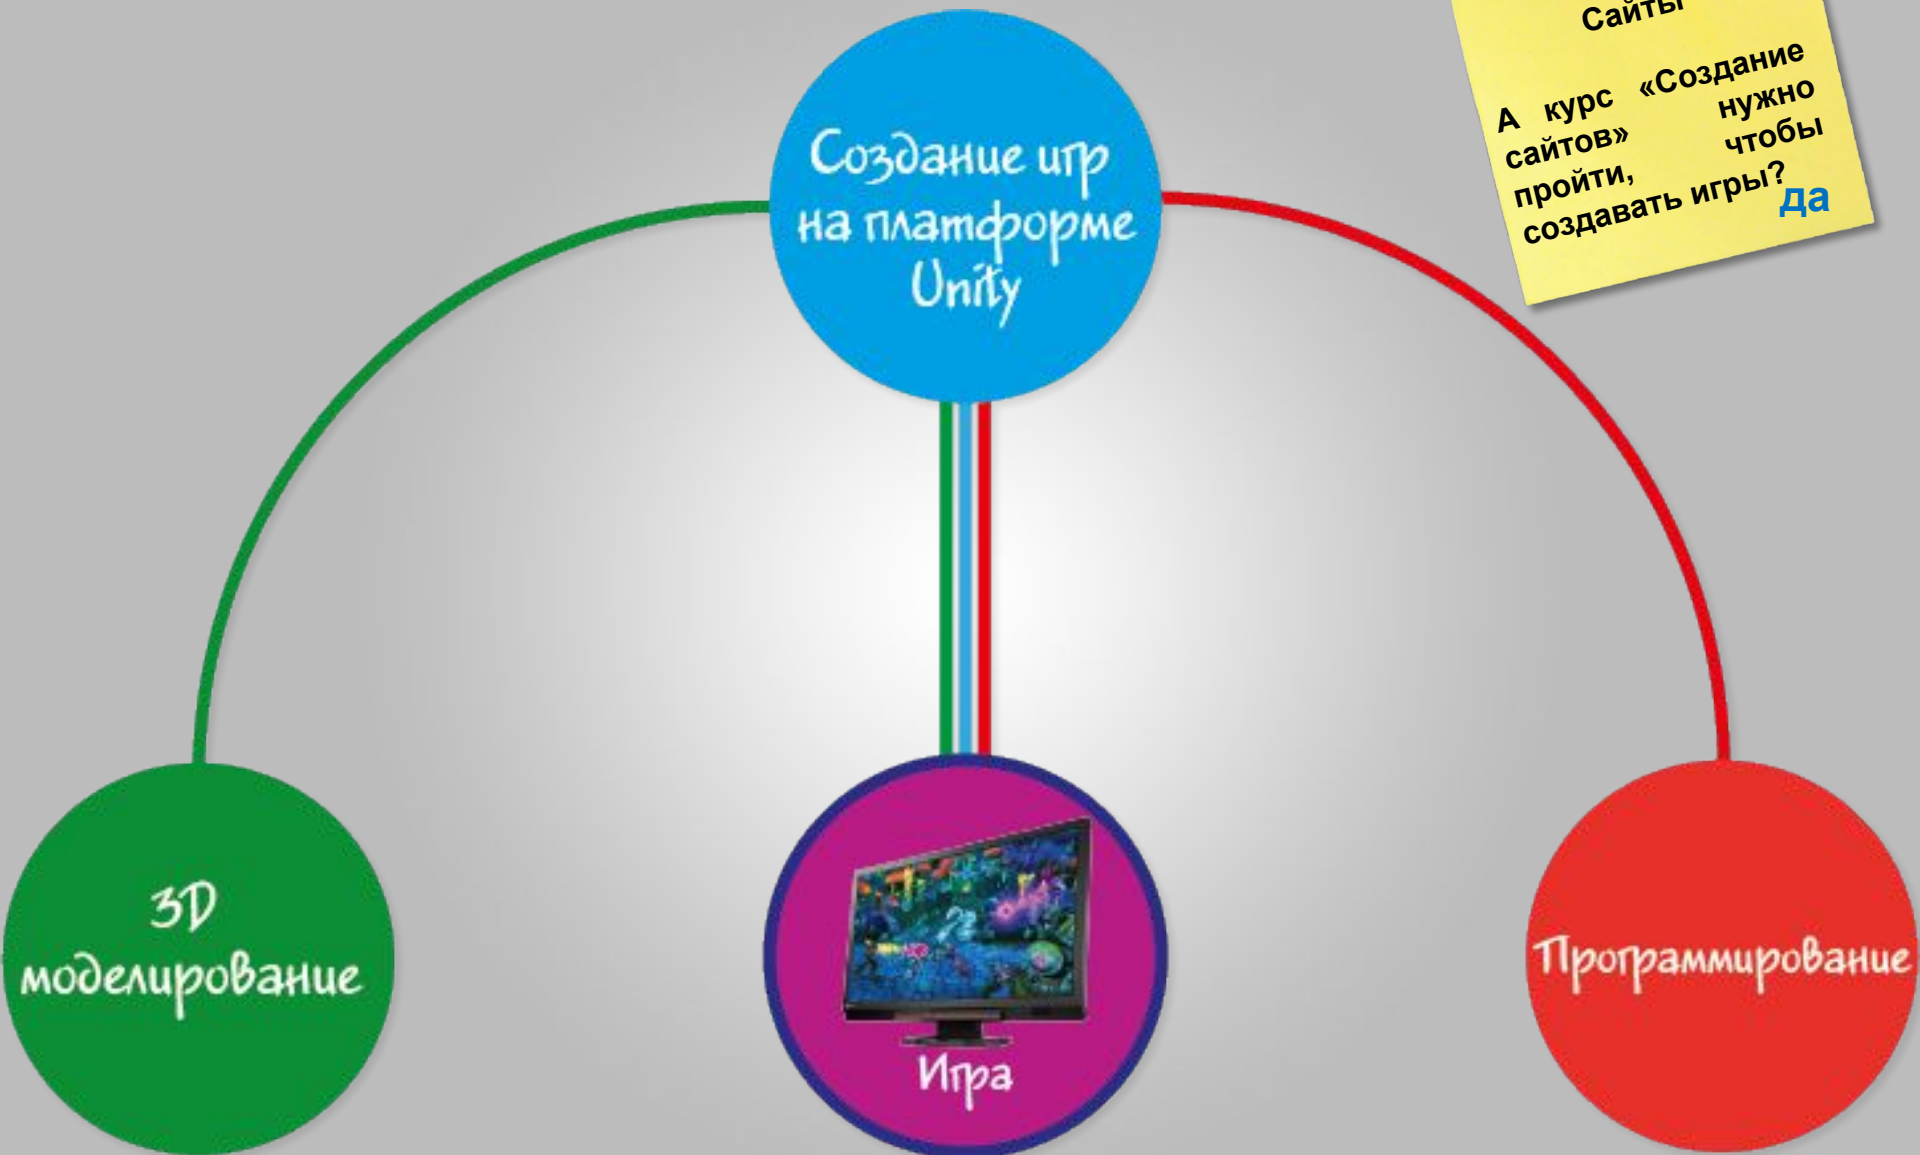 Сайты
А курс «Создание
сайтов» нужно
пройти, чтобы
создавать игры?
да
Создание игр
на платформе
Unity
3D
моделирование
Игра
Программирование